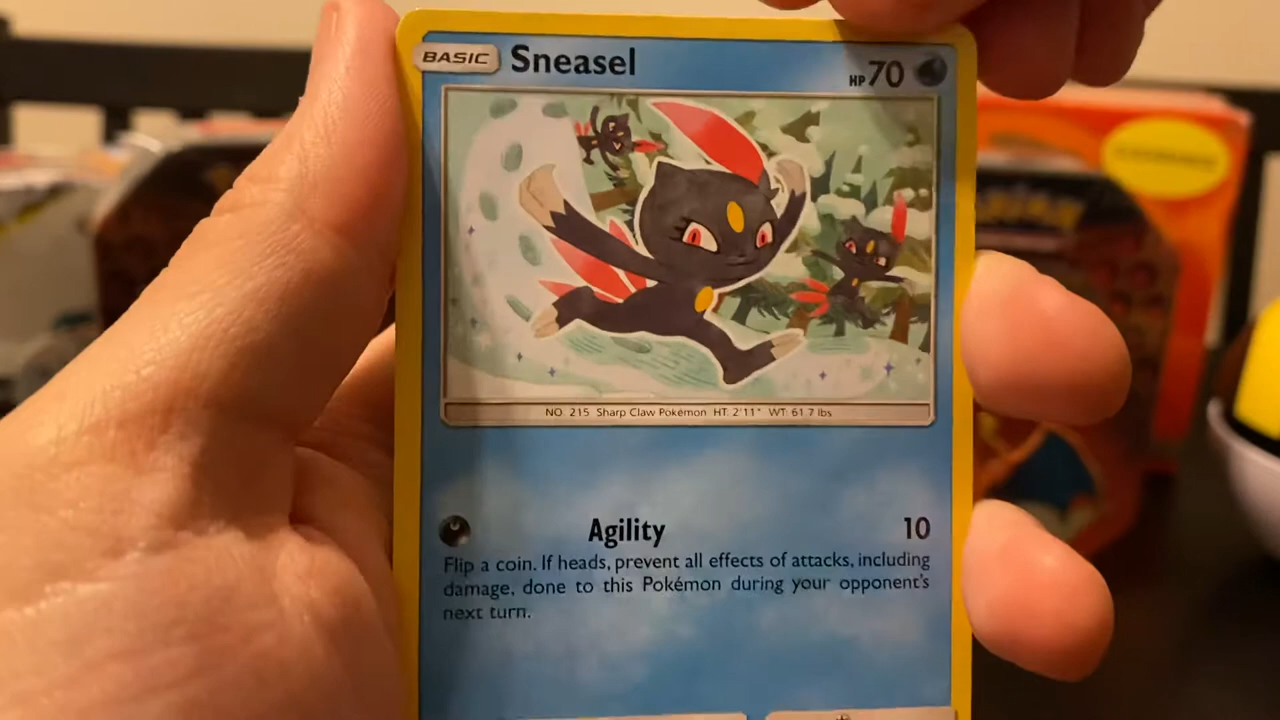 BASIC Sneasel HP 70
NO. 215 Sharp Claw Pokémon HT: 2'11" WT: 61.7 lbs
Agility 10
Flip a coin. If heads, prevent all effects of attacks, including
damage, done to this Pokémon during your opponent's
next turn.